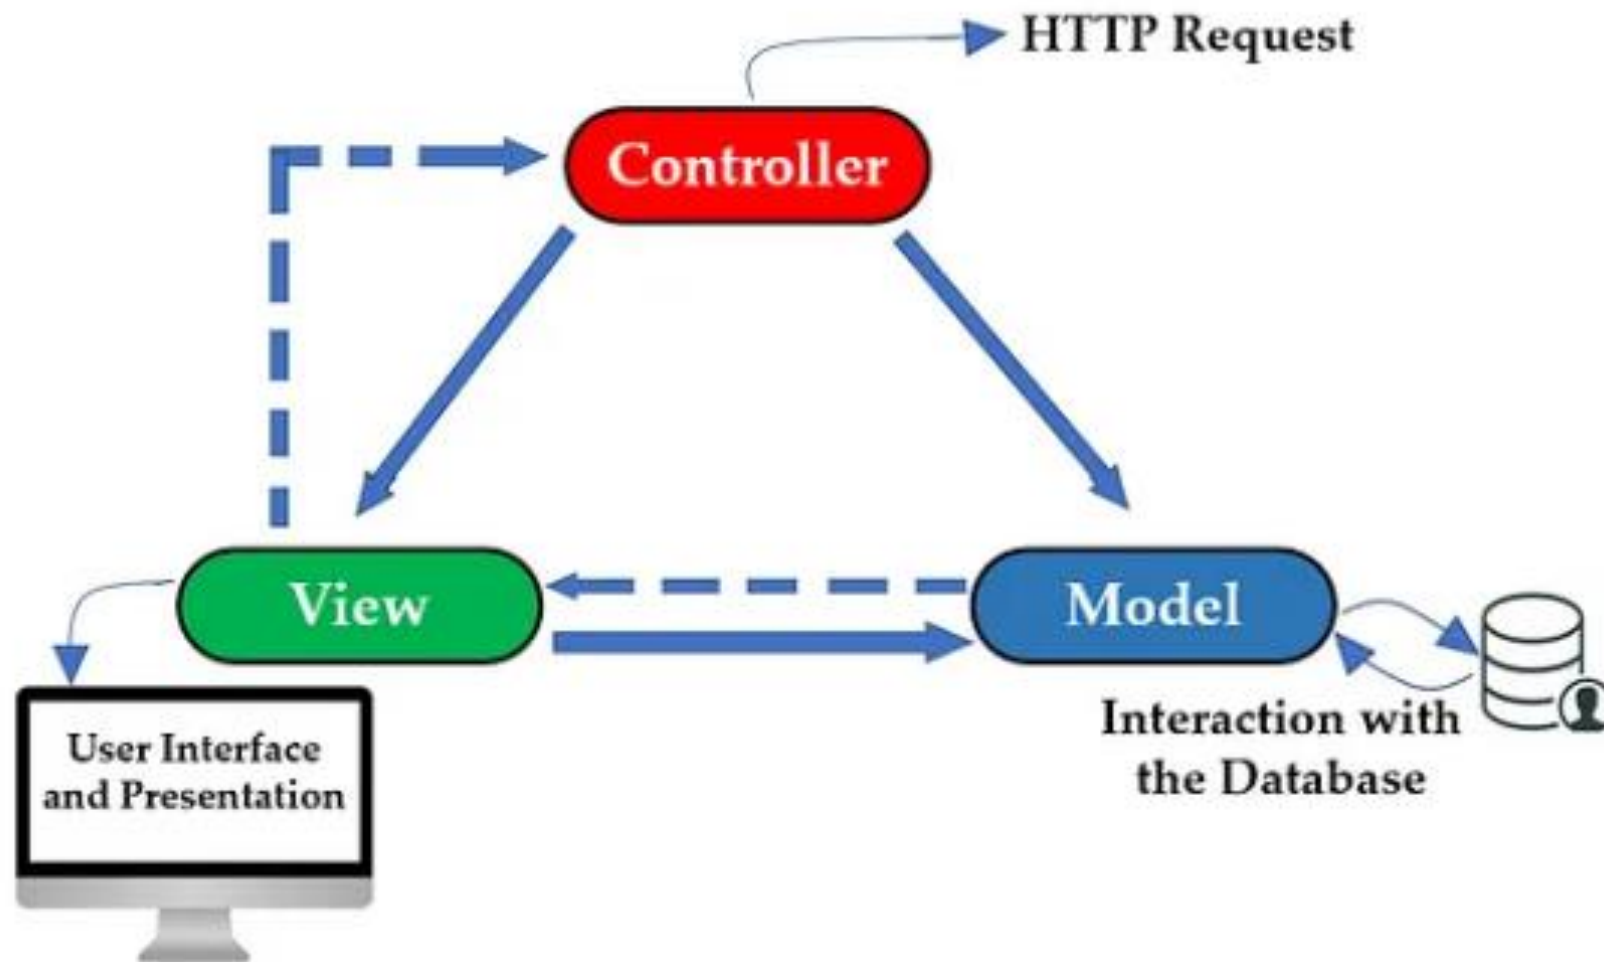 HTTP Request
Controller
View
Model
User Interface
and Presentation
Interaction with
the Database